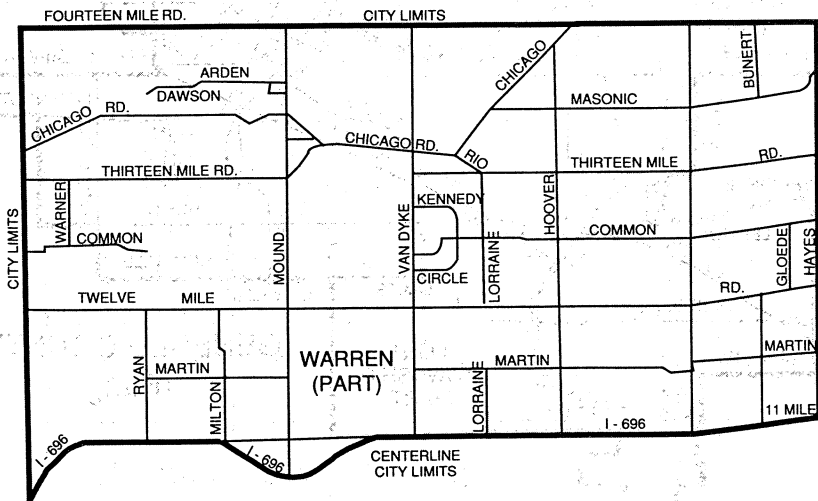 FOURTEEN MILE RD.
CITY LIMITS
CHICAGO
BUNERT
ARDEN
DAWSON
MASONIC
CHICAGO RD.
CHICAGO RD.
RIO
THIRTEEN MILE RD.
THIRTEEN MILE RD.
WARNER
KENNEDY
HOOVER
COMMON
COMMON
CITY LIMITS
MOUND
VAN DYKE
LORRAINE
GLOEDE
HAYES
CIRCLE
TWELVE MILE RD.
WARREN
(PART)
RYAN
MARTIN
MILTON
LORRAINE
MARTIN
MARTIN
11 MILE
I - 696
I - 696
I - 696
CENTERLINE
CITY LIMITS